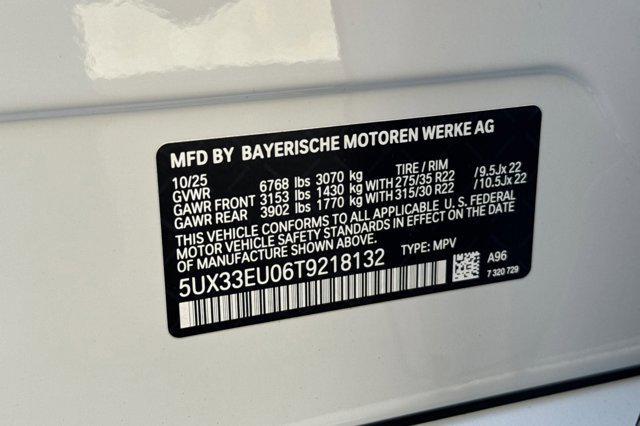 MFD BY BAYERISCHE MOTOREN WERKE AG
10/25 TIRE / RIM
GVWR 6768 lbs 3070 kg
GAWR FRONT 3153 lbs 1430 kg WITH 275/35 R22 /9.5Jx 22
GAWR REAR 3902 lbs 1770 kg WITH 315/30 R22 /10.5Jx 22
THIS VEHICLE CONFORMS TO ALL APPLICABLE U. S. FEDERAL
MOTOR VEHICLE SAFETY STANDARDS IN EFFECT ON THE DATE
OF MANUFACTURE SHOWN ABOVE. TYPE: MPV
5UX33EU06T9218132 A96
7 320 729